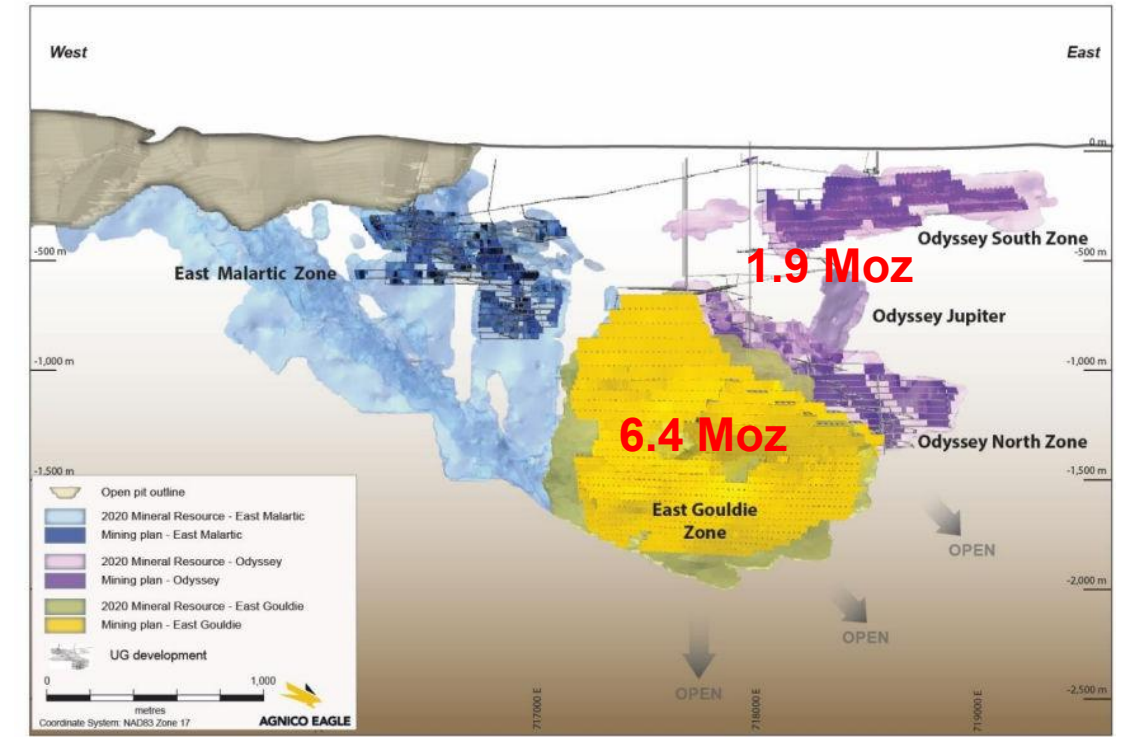 West
East
0 m
Odyssey South Zone
-500 m
-500 m
1.9 Moz
East Malartic Zone
Odyssey Jupiter
-1,000 m
-1,000 m
6.4 Moz
Odyssey North Zone
-1,500 m
-1,500 m
East Gouldie
Zone
Open pit outline
2020 Mineral Resource - East Malartic
Mining plan - East Malartic
2020 Mineral Resource - Odyssey
Mining plan - Odyssey
2020 Mineral Resource - East Gouldie
Mining plan - East Gouldie
UG development
0
1,000
metres
Coordinate System: NAD83 Zone 17
AGNICO EAGLE
OPEN
-2,000 m
OPEN
OPEN
-2,500 m
717000 E
718000 E
719000 E